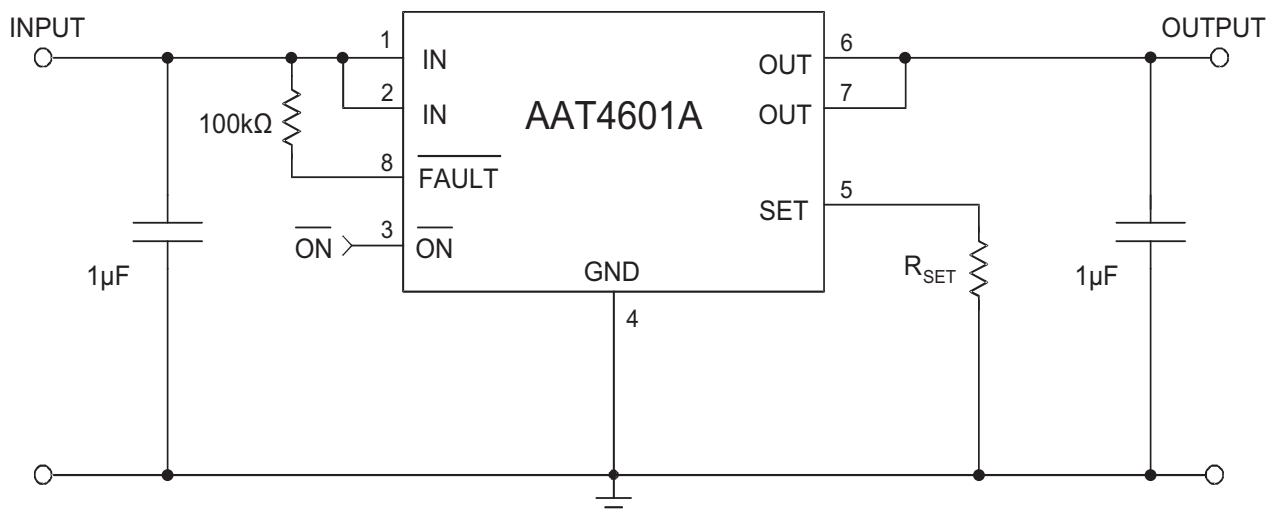 INPUT
OUTPUT
1
IN
2
IN
100kΩ
8
FAULT
ON
3
ON
1µF
AAT4601A
GND
4
6
OUT
7
OUT
5
SET
R_SET
1µF